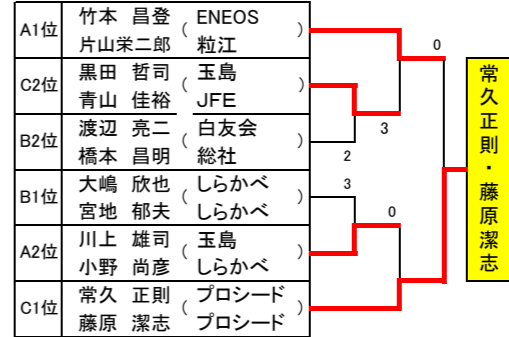 A1位 竹本 昌登 ( ENEOS )
片山栄二郎 粒江
0
C2位 黒田 哲司 ( 玉島 )
青山 佳裕 JFE
3
B2位 渡辺 亮二 ( 白友会 )
橋本 昌明 総社
2
B1位 大嶋 欣也 ( しらかべ )
宮地 郁夫 しらかべ
3
0
A2位 川上 雄司 ( 玉島 )
小野 尚彦 しらかべ
C1位 常久 正則 ( プロシード )
藤原 潔志 プロシード
常久正則・藤原潔志